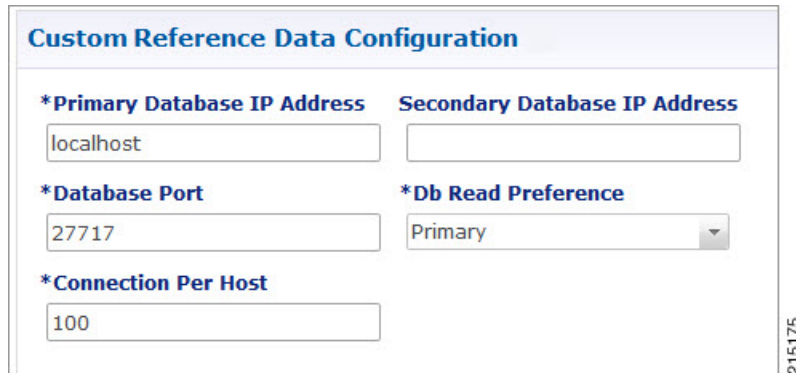 Custom Reference Data Configuration
*Primary Database IP Address Secondary Database IP Address
localhost
*Database Port *Db Read Preference
27717 Primary
*Connection Per Host
100
215175